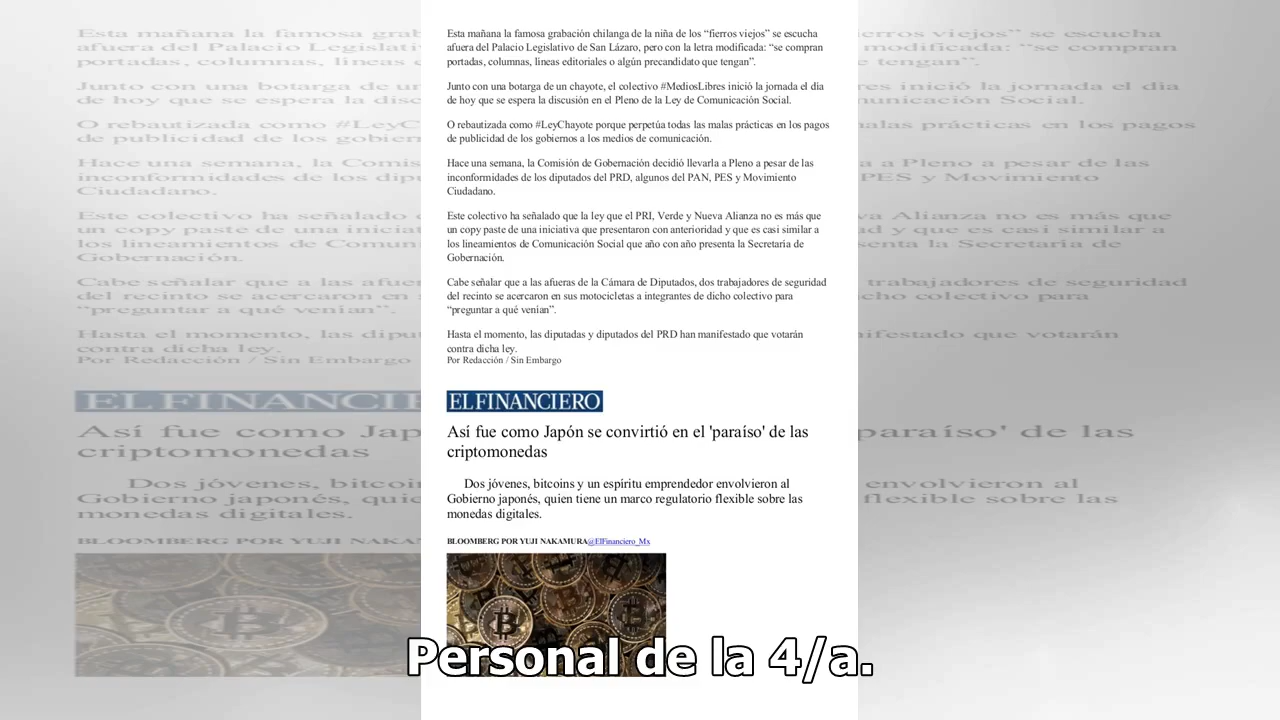 Esta mañana la famosa grabación chilanga de la niña de los “fierros viejos” se escucha
afuera del Palacio Legislativo de San Lázaro, pero con la letra modificada: “se compran
portadas, columnas, líneas editoriales o algún precandidato que tengan”.
Junto con una botarga de un chayote, el colectivo #MediosLibres inició la jornada el día
de hoy que se espera la discusión en el Pleno de la Ley de Comunicación Social.
O rebautizada como #LeyChayote porque perpetúa todas las malas prácticas en los pagos
de publicidad de los gobiernos a los medios de comunicación.
Hace una semana, la Comisión de Gobernación decidió llevarla a Pleno a pesar de las
inconformidades de los diputados del PRD, algunos del PAN, PES y Movimiento
Ciudadano.
Este colectivo ha señalado que la ley que el PRI, Verde y Nueva Alianza no es más que
un copy paste de una iniciativa que presentaron con anterioridad y que es casi similar a
los lineamientos de Comunicación Social que año con año presenta la Secretaría de
Gobernación.
Cabe señalar que a las afueras de la Cámara de Diputados, dos trabajadores de seguridad
del recinto se acercaron en sus motocicletas a integrantes de dicho colectivo para
“preguntar a qué venían”.
Hasta el momento, las diputadas y diputados del PRD han manifestado que votarán
contra dicha ley.
Por Redacción / Sin Embargo
EL FINANCIERO
Así fue como Japón se convirtió en el 'paraíso' de las
criptomonedas
Dos jóvenes, bitcoins y un espíritu emprendedor envolvieron al
Gobierno japonés, quien tiene un marco regulatorio flexible sobre las
monedas digitales.
BLOOMBERG POR YUJI NAKAMURA@ElFinanciero_Mx
Personal de la 4/a.